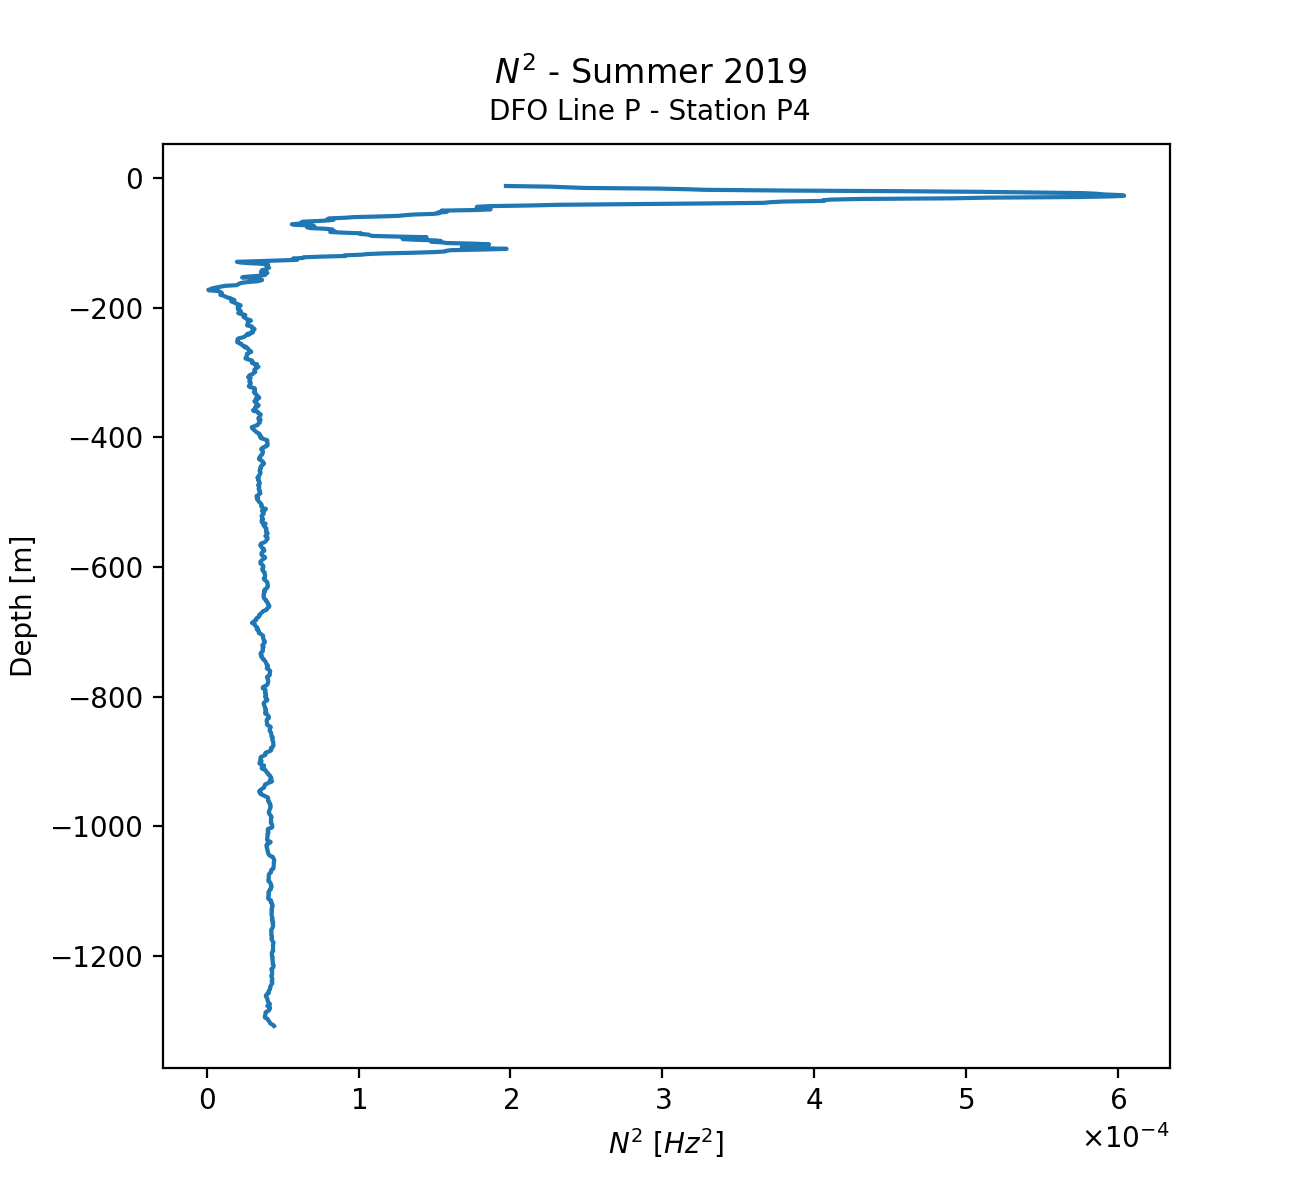 N² - Summer 2019
DFO Line P - Station P4
0
−200
−400
−600
−800
−1000
−1200
Depth [m]
0 1 2 3 4 5 6
×10⁻⁴
N² [Hz²]